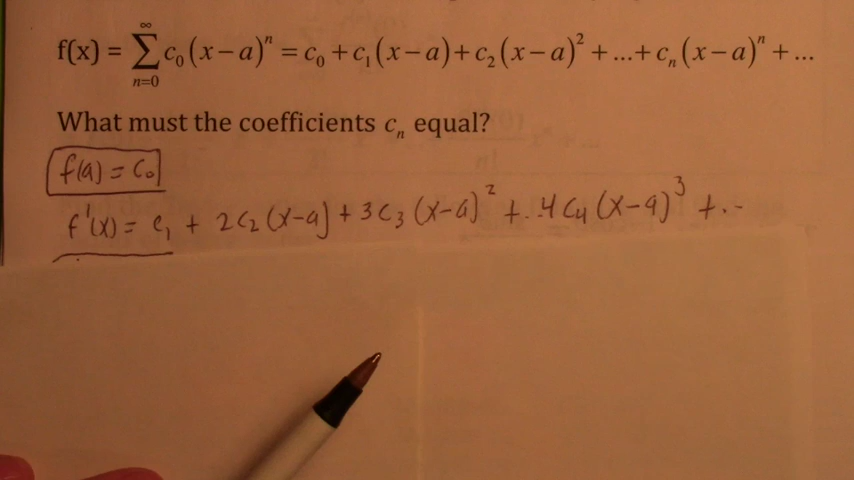 f(x) = ∞∑n=0 c₀(x−a)ⁿ = c₀ + c₁(x−a) + c₂(x−a)² + ... + cₙ(x−a)ⁿ + ...
What must the coefficients cₙ equal?
f(a) = C₀
f'(x) = c₁ + 2c₂(x−a) + 3c₃(x−a)² + .4c₄(x−a)³ + ..